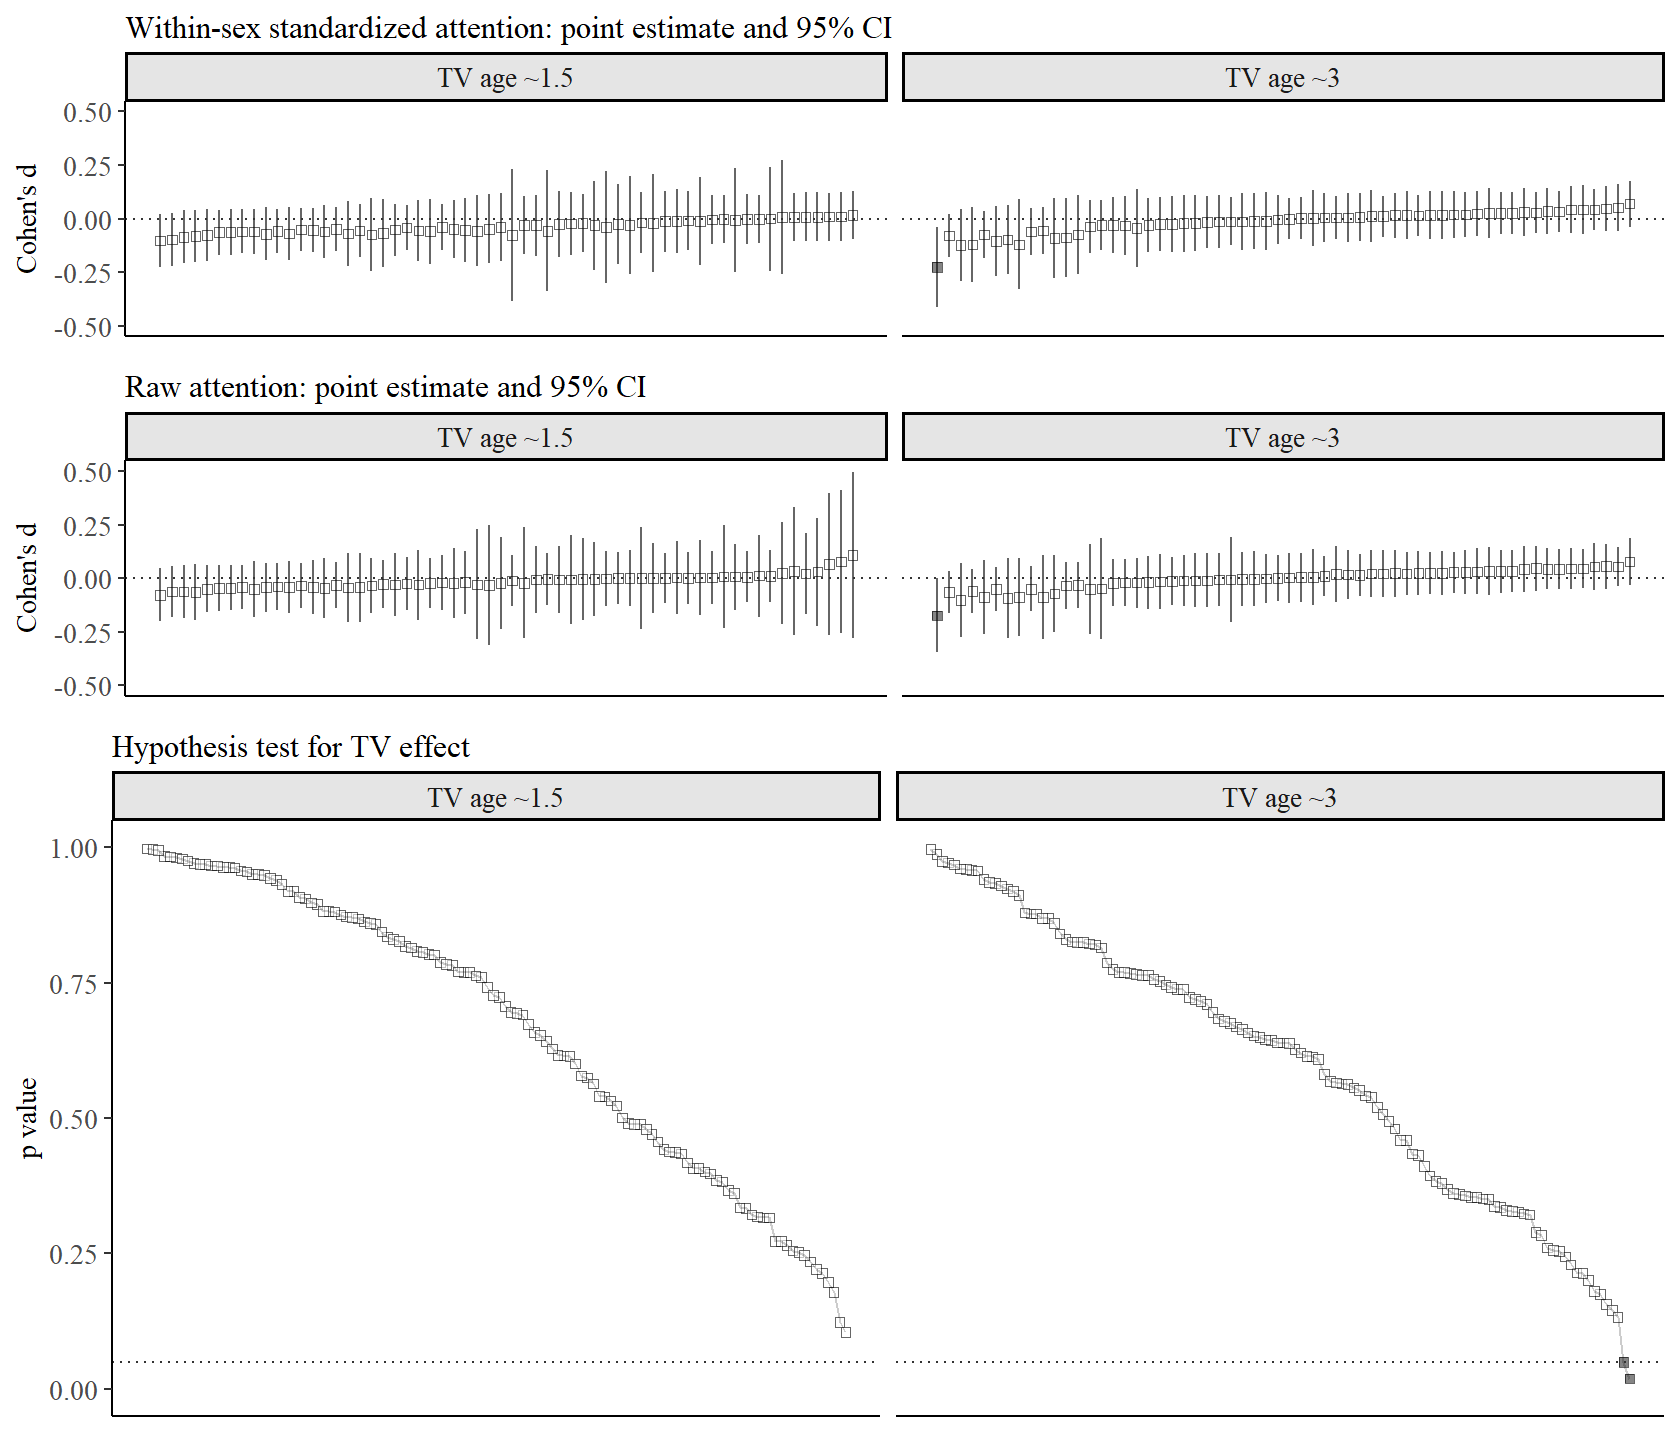 Within-sex standardized attention: point estimate and 95% CI
TV age ~1.5
TV age ~3
Cohen's d
0.50
0.25
0.00
-0.25
-0.50
Raw attention: point estimate and 95% CI
TV age ~1.5
TV age ~3
Cohen's d
0.50
0.25
0.00
-0.25
-0.50
Hypothesis test for TV effect
TV age ~1.5
TV age ~3
p value
1.00
0.75
0.50
0.25
0.00